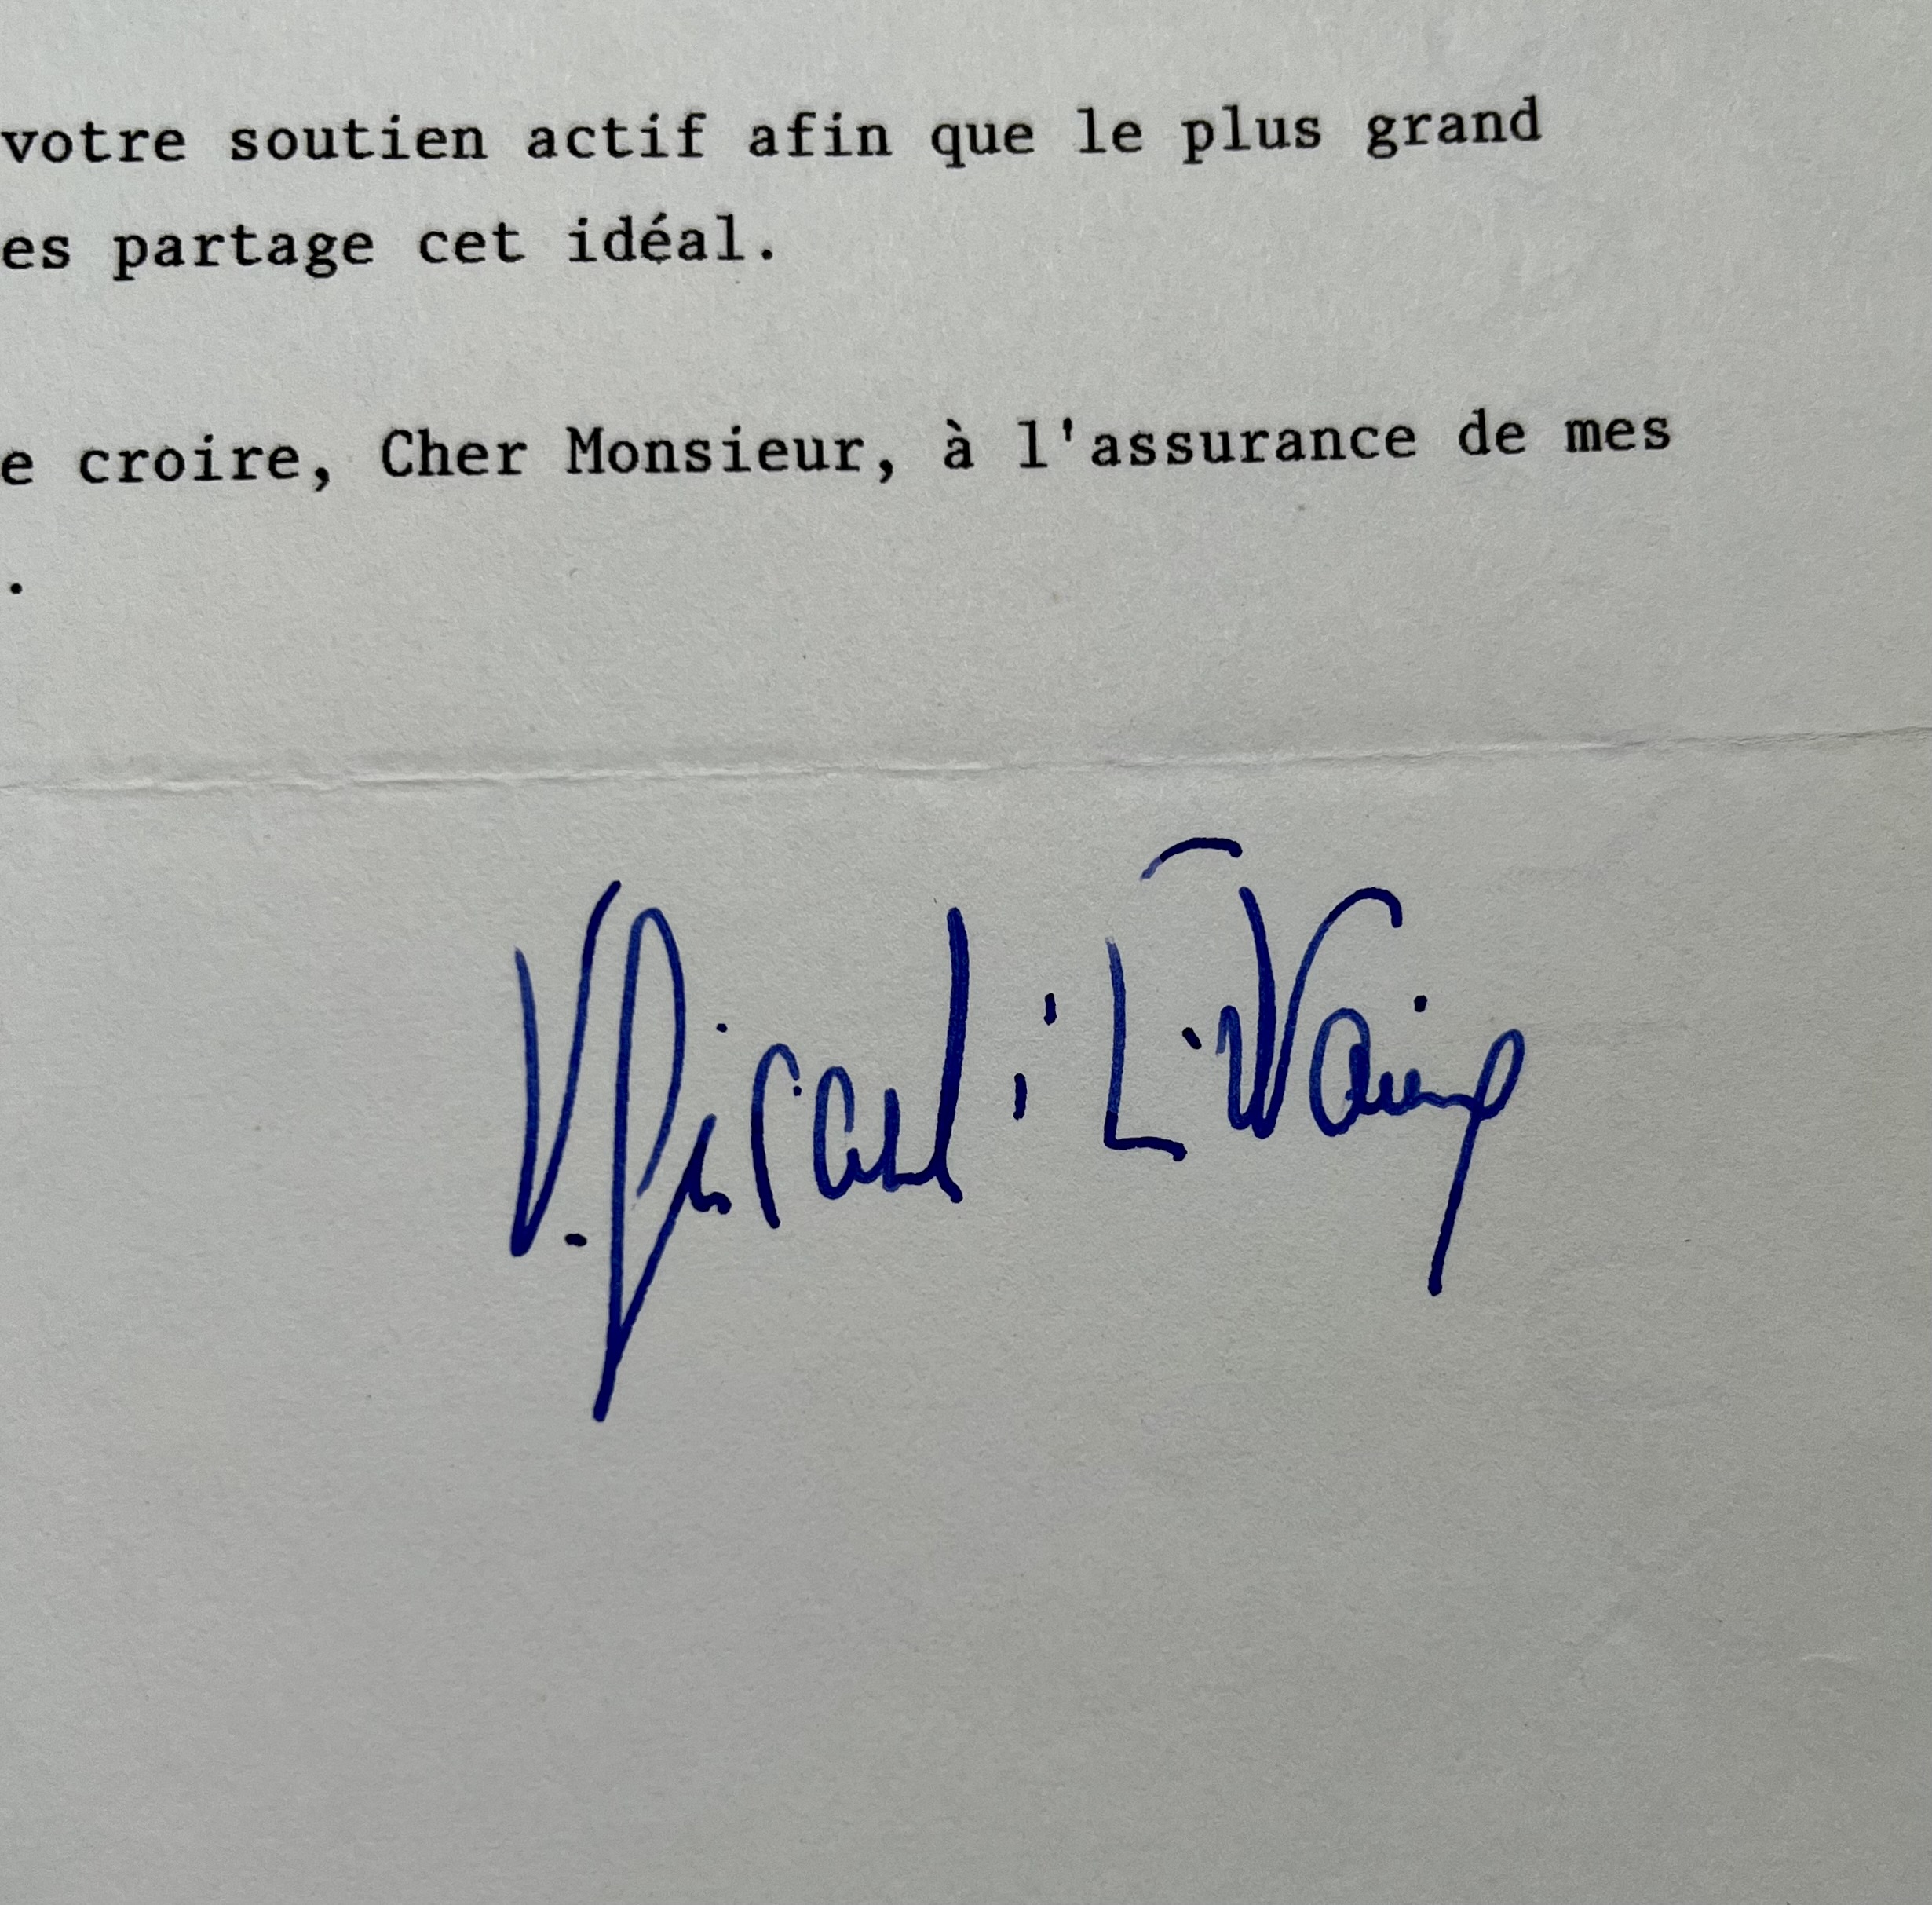 votre soutien actif afin que le plus grand
es partage cet idéal.
e croire, Cher Monsieur, à l'assurance de mes
.
V.